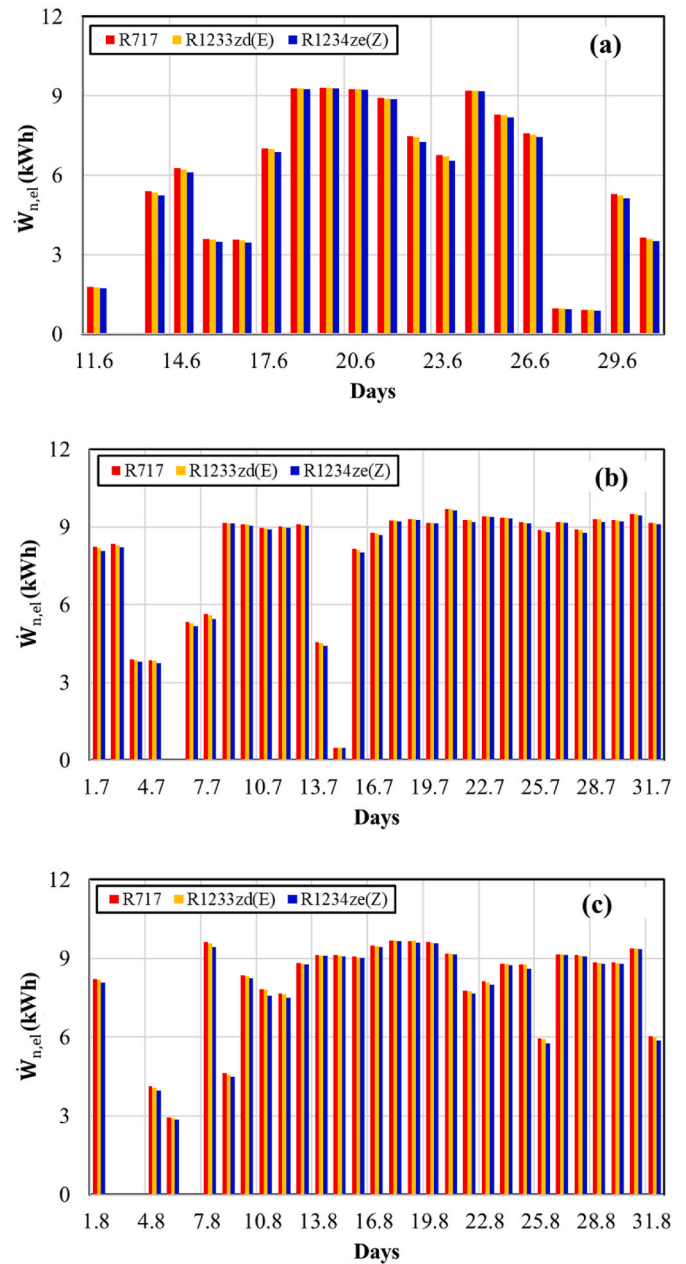 12
R717 R1233zd(E) R1234ze(Z)
(a)
9
6
3
0
Ẇn,el (kWh)
11.6 14.6 17.6 20.6 23.6 26.6 29.6
Days
12
R717 R1233zd(E) R1234ze(Z)
(b)
9
6
3
0
Ẇn,el (kWh)
1.7 4.7 7.7 10.7 13.7 16.7 19.7 22.7 25.7 28.7 31.7
Days
12
R717 R1233zd(E) R1234ze(Z)
(c)
9
6
3
0
Ẇn,el (kWh)
1.8 4.8 7.8 10.8 13.8 16.8 19.8 22.8 25.8 28.8 31.8
Days